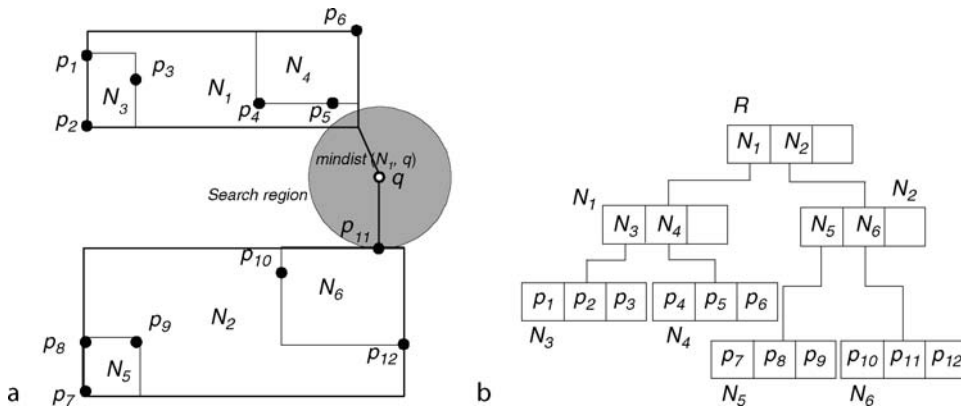 p6
p1
p3
N4
N1
N3
p4
p5
p2
mindist (N1, q)
q
Search region
p11
p10
N6
N2
p8
p9
p12
N5
a
p7
R
N1 N2
N1
N2
N3 N4
N5 N6
p1 p2 p3
p4 p5 p6
N3
N4
p7 p8 p9
p10 p11 p12
b
N5
N6